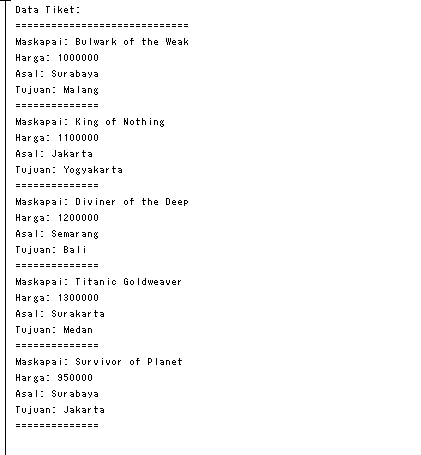 Data Tiket:
=============================
Maskapai: Bulwark of the Weak
Harga: 1000000
Asal: Surabaya
Tujuan: Malang
==============
Maskapai: King of Nothing
Harga: 1100000
Asal: Jakarta
Tujuan: Yogyakarta
==============
Maskapai: Diviner of the Deep
Harga: 1200000
Asal: Semarang
Tujuan: Bali
==============
Maskapai: Titanic Goldweaver
Harga: 1300000
Asal: Surakarta
Tujuan: Medan
==============
Maskapai: Survivor of Planet
Harga: 950000
Asal: Surabaya
Tujuan: Jakarta
==============